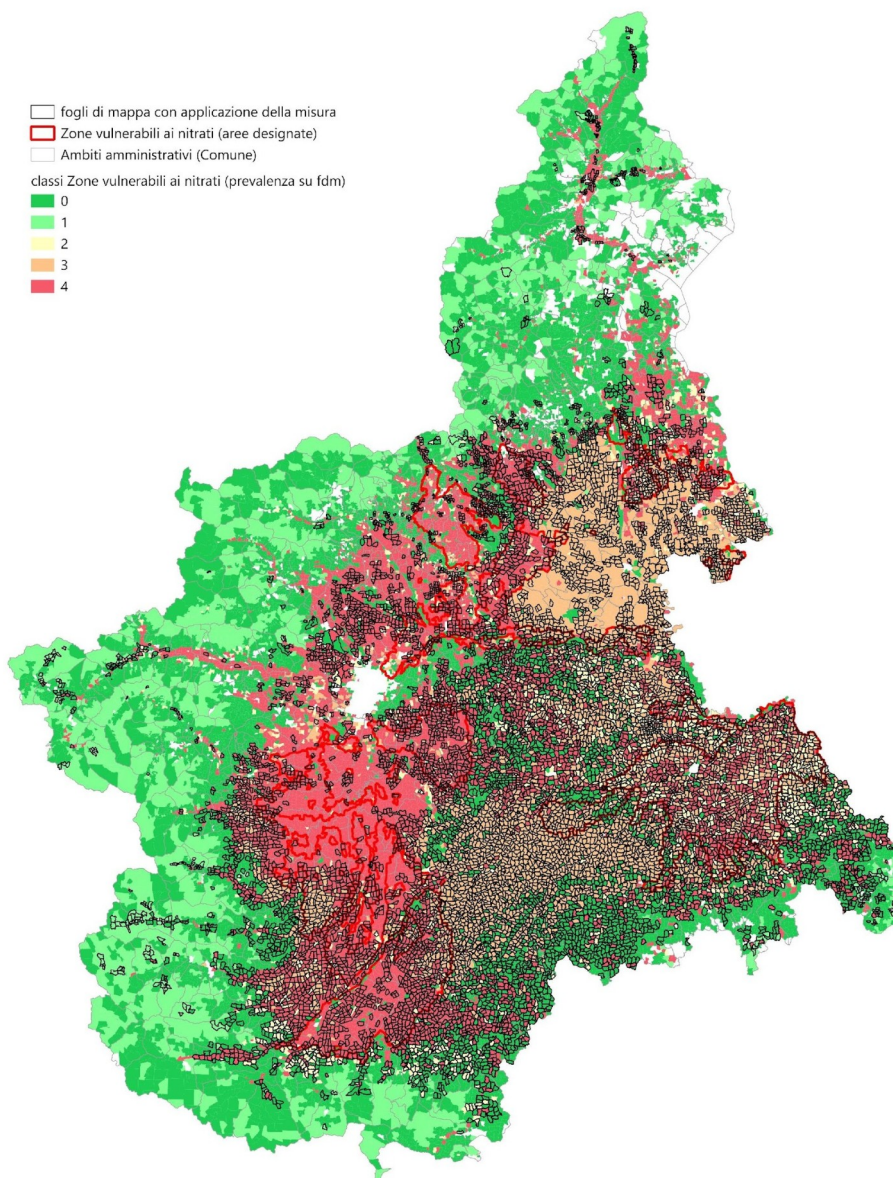 fogli di mappa con applicazione della misura
Zone vulnerabili ai nitrati (aree designate)
Ambiti amministrativi (Comune)
classi Zone vulnerabili ai nitrati (prevalenza su fdm)
0
1
2
3
4